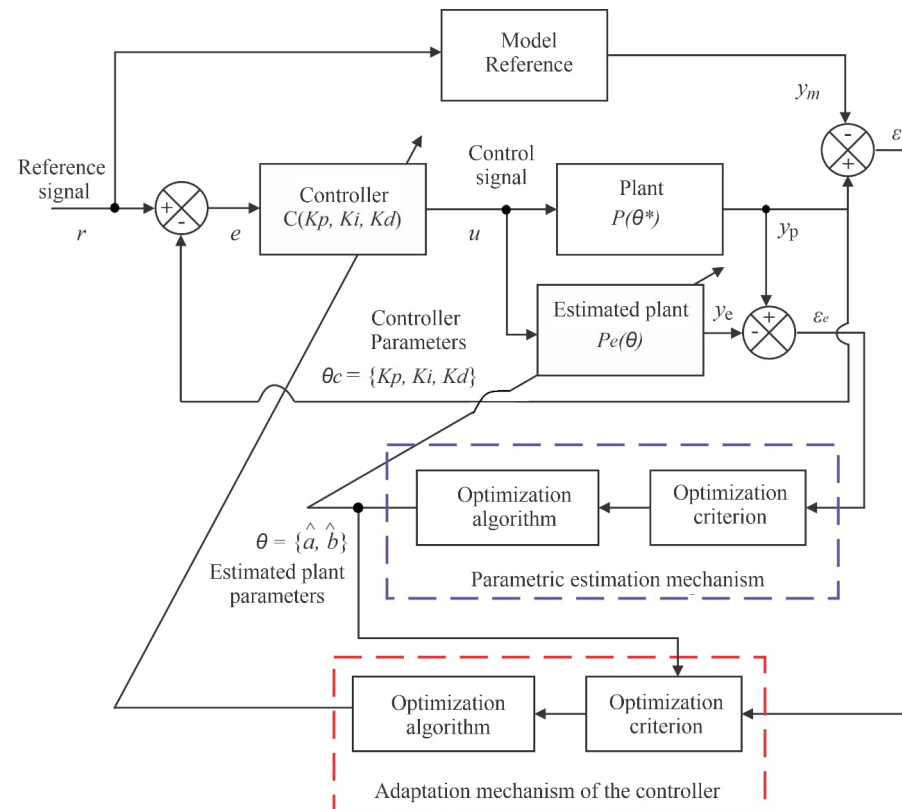 Model
Reference
yₘ
-
+
ε
Reference
signal
r
+
-
e
Controller
C(Kp, Ki, Kd)
Control
signal
u
Plant
P(θ*)
yₚ
Estimated plant
Pe(θ)
yₑ
+
-
εₑ
Controller
Parameters
θc = {Kp, Ki, Kd}
Optimization
algorithm
Optimization
criterion
Parametric estimation mechanism
θ = {â, b̂}
Estimated plant
parameters
Optimization
algorithm
Optimization
criterion
Adaptation mechanism of the controller